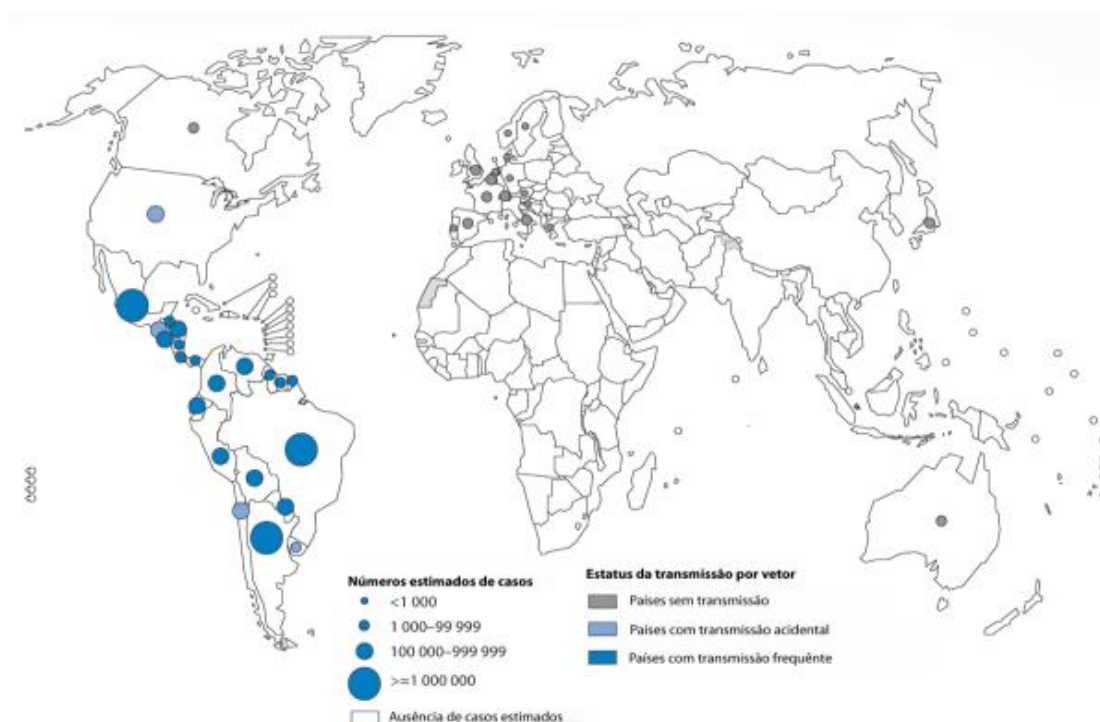 Números estimados de casos
<1 000
1 000–99 999
100 000–999 999
>=1 000 000
Ausência de casos estimados
Estatus da transmissão por vetor
Países sem transmissão
Países com transmissão acidental
Países com transmissão frequênte